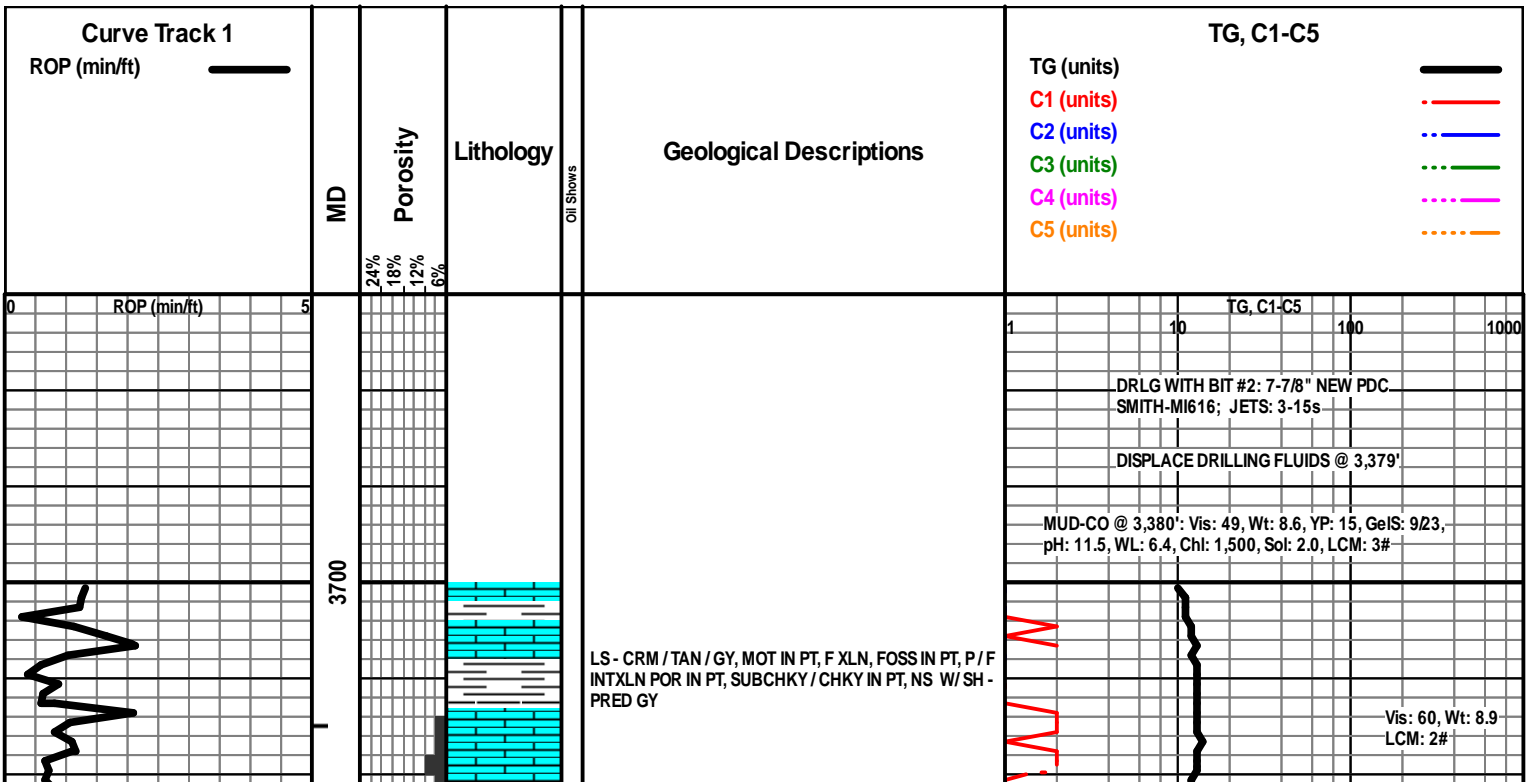 Curve Track 1
ROP (min/ft)
MD
Porosity
24%
18%
12%
6%
Lithology
Oil Shows
Geological Descriptions
TG, C1-C5
TG (units)
C1 (units)
C2 (units)
C3 (units)
C4 (units)
C5 (units)
0 ROP (min/ft) 5
TG, C1-C5
1 10 100 1000
DRLG WITH BIT #2: 7-7/8" NEW PDC
SMITH-MI616; JETS: 3-15s
DISPLACE DRILLING FLUIDS @ 3,379'
MUD-CO @ 3,380': Vis: 49, Wt: 8.6, YP: 15, GelS: 9/23,
pH: 11.5, WL: 6.4, Chl: 1,500, Sol: 2.0, LCM: 3#
3700
LS - CRM / TAN / GY, MOT IN PT, F XLN, FOSS IN PT, P / F
INTXLN POR IN PT, SUBCHKY / CHKY IN PT, NS W/ SH -
PRED GY
Vis: 60, Wt: 8.9
LCM: 2#